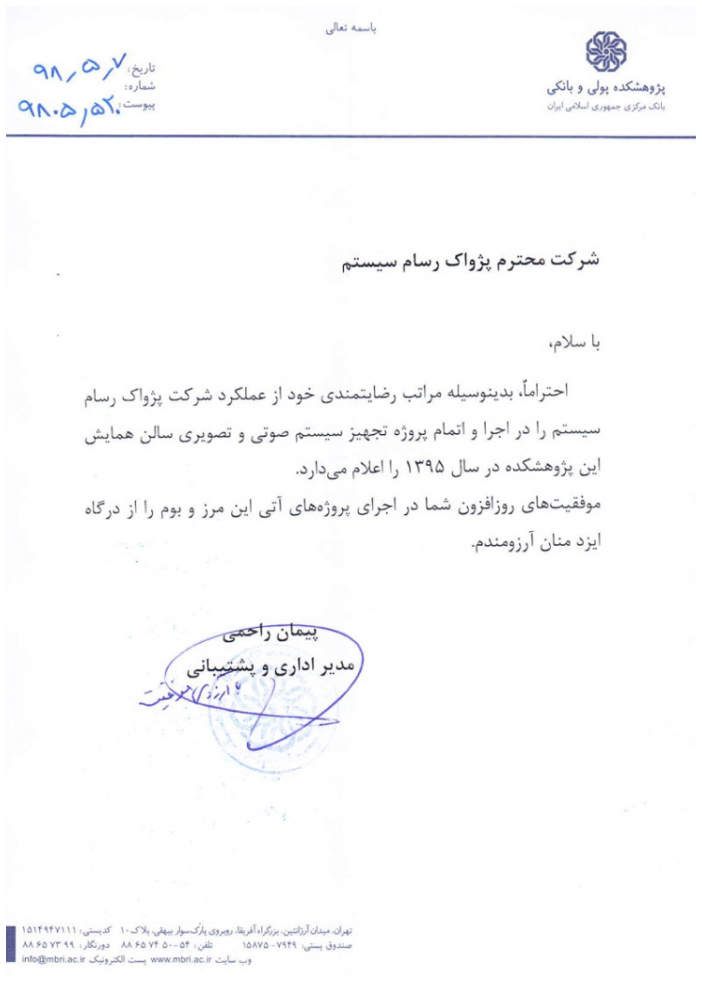 باسمه تعالی
پژوهشکده پولی و بانکی
بانک مرکزی جمهوری اسلامی ایران
تاریخ: ۹۸,۵,۷
شماره:
پیوست: ۹۸۰۵,۵۲۰
شرکت محترم پژواک رسام سیستم
با سلام،
احتراماً، بدینوسیله مراتب رضایتمندی خود از عملکرد شرکت پژواک رسام
سیستم را در اجرا و اتمام پروژه تجهیز سیستم صوتی و تصویری سالن همایش
این پژوهشکده در سال ۱۳۹۵ را اعلام می‌دارد.
موفقیت‌های روزافزون شما در اجرای پروژه‌های آتی این مرز و بوم را از درگاه
ایزد منان آرزومندم.
پیمان راحمی
مدیر اداری و پشتیبانی
با آرزوی موفقیت
تهران، میدان آرژانتین، بزرگراه آفریقا، روبروی پارک‌سوار بیهقی، پلاک ۱۰ کدپستی: ۱۵۱۴۹۴۷۱۱۱
صندوق پستی: ۷۹۴۹-۱۵۸۷۵ تلفن: ۵۴-۸۸ ۶۵ ۷۴ ۵۰ دورنگار: ۹۹ ۷۳ ۶۵ ۸۸
وب سایت www.mbri.ac.ir پست الکترونیک info@mbri.ac.ir